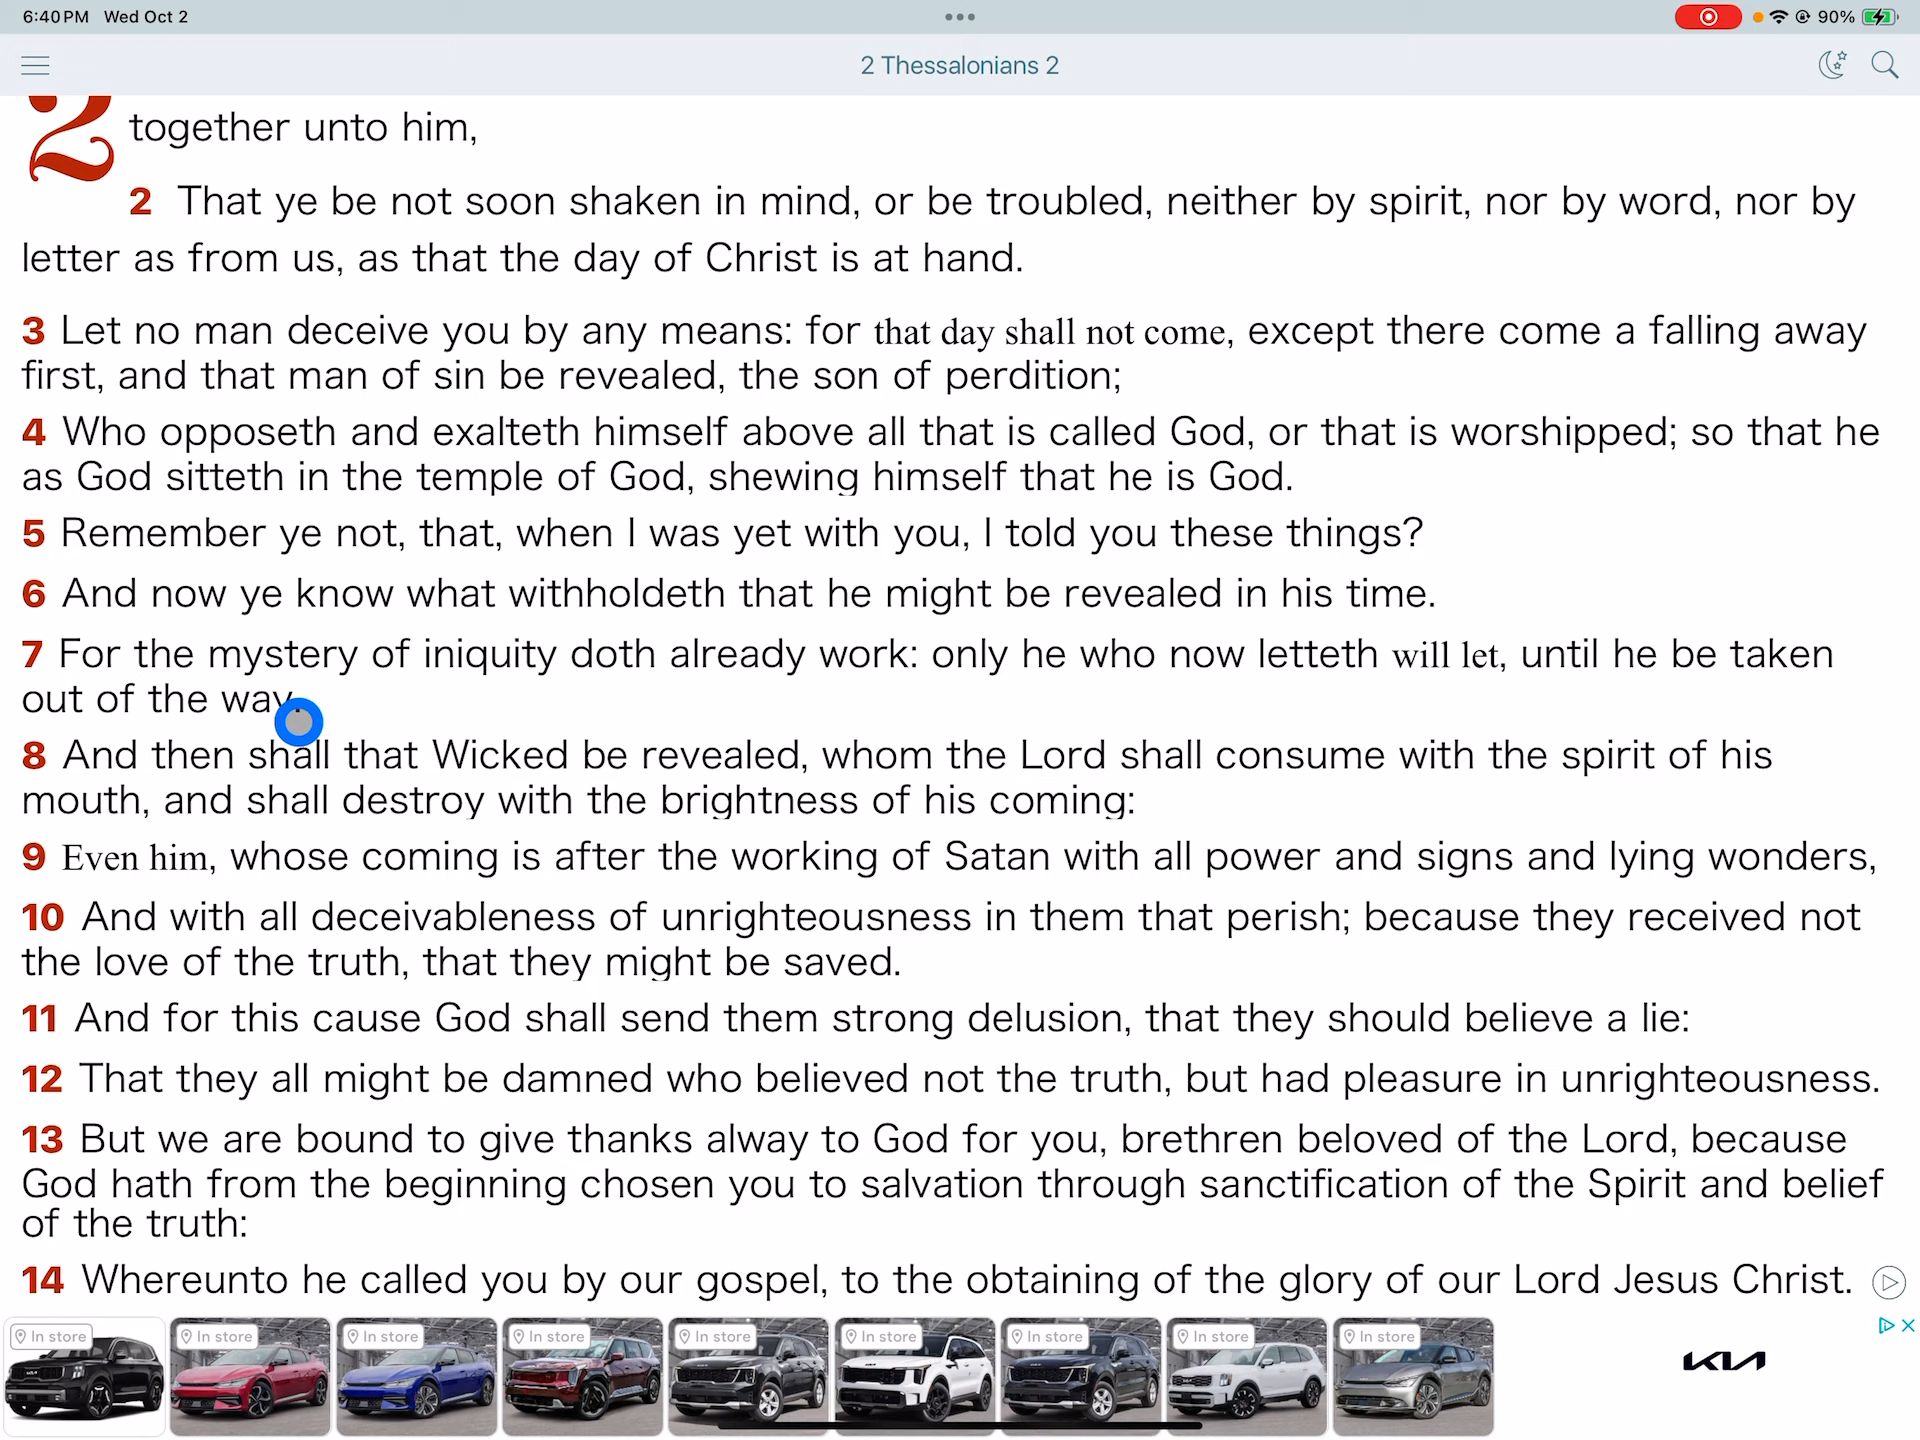 6:40 PM Wed Oct 2
90%
2 Thessalonians 2
2 together unto him,
2 That ye be not soon shaken in mind, or be troubled, neither by spirit, nor by word, nor by
letter as from us, as that the day of Christ is at hand.
3 Let no man deceive you by any means: for that day shall not come, except there come a falling away
first, and that man of sin be revealed, the son of perdition;
4 Who opposeth and exalteth himself above all that is called God, or that is worshipped; so that he
as God sitteth in the temple of God, shewing himself that he is God.
5 Remember ye not, that, when I was yet with you, I told you these things?
6 And now ye know what withholdeth that he might be revealed in his time.
7 For the mystery of iniquity doth already work: only he who now letteth will let, until he be taken
out of the way.
8 And then shall that Wicked be revealed, whom the Lord shall consume with the spirit of his
mouth, and shall destroy with the brightness of his coming:
9 Even him, whose coming is after the working of Satan with all power and signs and lying wonders,
10 And with all deceivableness of unrighteousness in them that perish; because they received not
the love of the truth, that they might be saved.
11 And for this cause God shall send them strong delusion, that they should believe a lie:
12 That they all might be damned who believed not the truth, but had pleasure in unrighteousness.
13 But we are bound to give thanks alway to God for you, brethren beloved of the Lord, because
God hath from the beginning chosen you to salvation through sanctification of the Spirit and belief
of the truth:
14 Whereunto he called you by our gospel, to the obtaining of the glory of our Lord Jesus Christ.
In store In store In store In store In store In store In store In store In store
KIA